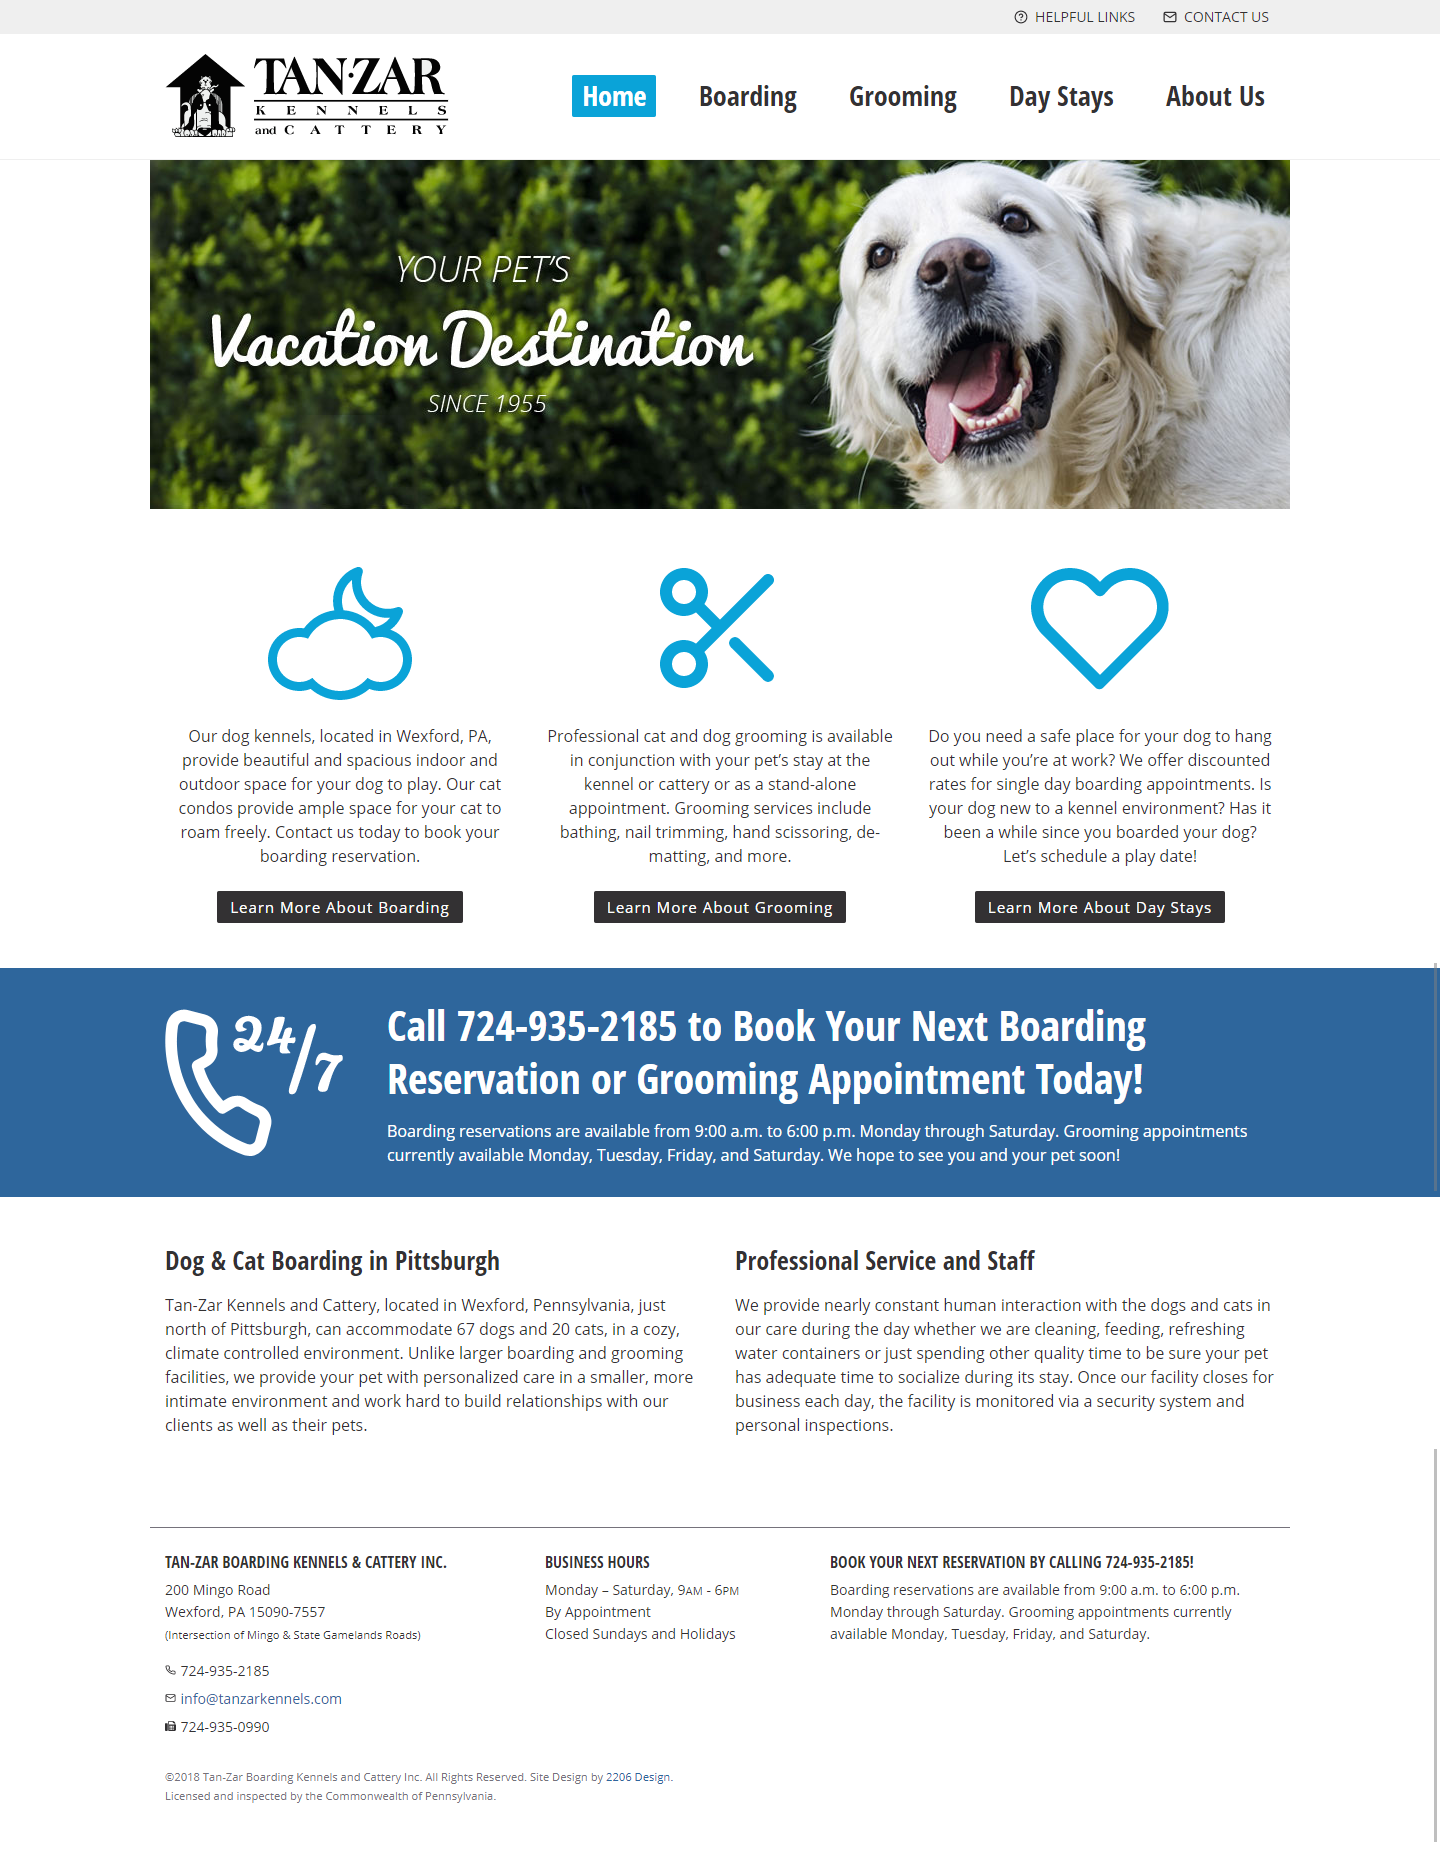 HELPFUL LINKS CONTACT US
TAN·ZAR
KENNELS
and CATTERY
Home Boarding Grooming Day Stays About Us
YOUR PET’S
Vacation Destination
SINCE 1955
Our dog kennels, located in Wexford, PA,
provide beautiful and spacious indoor and
outdoor space for your dog to play. Our cat
condos provide ample space for your cat to
roam freely. Contact us today to book your
boarding reservation.
Learn More About Boarding
Professional cat and dog grooming is available
in conjunction with your pet’s stay at the
kennel or cattery or as a stand-alone
appointment. Grooming services include
bathing, nail trimming, hand scissoring, de-
matting, and more.
Learn More About Grooming
Do you need a safe place for your dog to hang
out while you’re at work? We offer discounted
rates for single day boarding appointments. Is
your dog new to a kennel environment? Has it
been a while since you boarded your dog?
Let’s schedule a play date!
Learn More About Day Stays
24/7
Call 724-935-2185 to Book Your Next Boarding
Reservation or Grooming Appointment Today!
Boarding reservations are available from 9:00 a.m. to 6:00 p.m. Monday through Saturday. Grooming appointments
currently available Monday, Tuesday, Friday, and Saturday. We hope to see you and your pet soon!
Dog & Cat Boarding in Pittsburgh
Tan-Zar Kennels and Cattery, located in Wexford, Pennsylvania, just
north of Pittsburgh, can accommodate 67 dogs and 20 cats, in a cozy,
climate controlled environment. Unlike larger boarding and grooming
facilities, we provide your pet with personalized care in a smaller, more
intimate environment and work hard to build relationships with our
clients as well as their pets.
Professional Service and Staff
We provide nearly constant human interaction with the dogs and cats in
our care during the day whether we are cleaning, feeding, refreshing
water containers or just spending other quality time to be sure your pet
has adequate time to socialize during its stay. Once our facility closes for
business each day, the facility is monitored via a security system and
personal inspections.
TAN-ZAR BOARDING KENNELS & CATTERY INC.
200 Mingo Road
Wexford, PA 15090-7557
(Intersection of Mingo & State Gamelands Roads)
724-935-2185
info@tanzarkennels.com
724-935-0990
BUSINESS HOURS
Monday – Saturday, 9AM - 6PM
By Appointment
Closed Sundays and Holidays
BOOK YOUR NEXT RESERVATION BY CALLING 724-935-2185!
Boarding reservations are available from 9:00 a.m. to 6:00 p.m.
Monday through Saturday. Grooming appointments currently
available Monday, Tuesday, Friday, and Saturday.
©2018 Tan-Zar Boarding Kennels and Cattery Inc. All Rights Reserved. Site Design by 2206 Design.
Licensed and inspected by the Commonwealth of Pennsylvania.